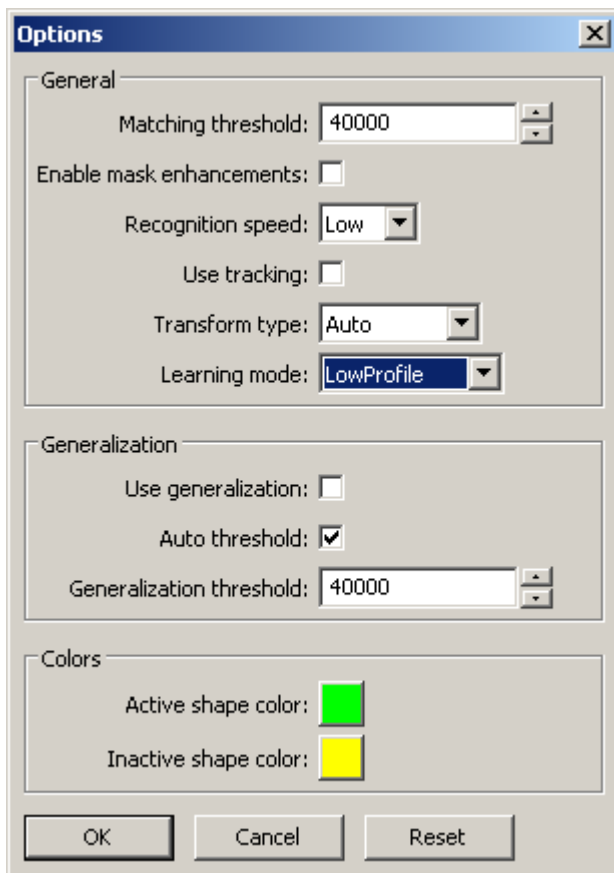 Options
General
Matching threshold: 40000
Enable mask enhancements:
Recognition speed: Low
Use tracking:
Transform type: Auto
Learning mode: LowProfile
Generalization
Use generalization:
Auto threshold:
Generalization threshold: 40000
Colors
Active shape color:
Inactive shape color:
OK Cancel Reset